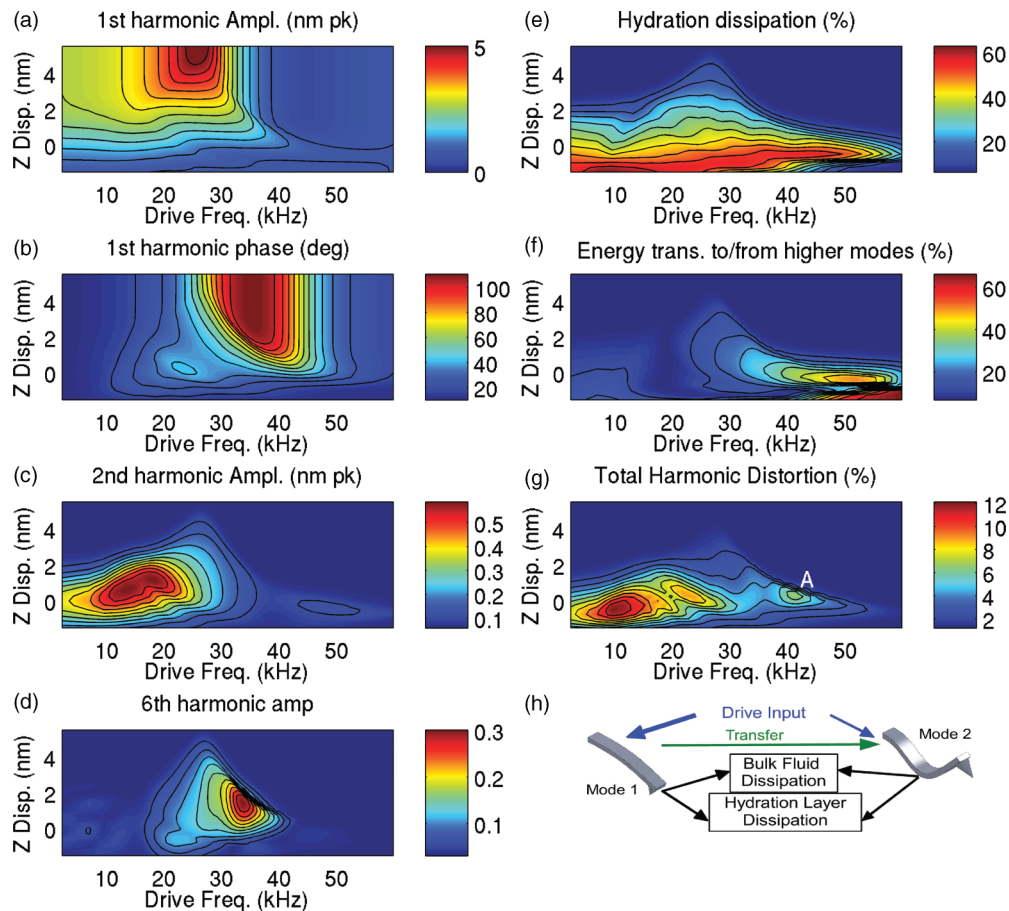 (a) 1st harmonic Ampl. (nm pk)
Z Disp. (nm)
4
2
0
10 20 30 40 50
Drive Freq. (kHz)
5
0
(b) 1st harmonic phase (deg)
Z Disp. (nm)
4
2
0
10 20 30 40 50
Drive Freq. (kHz)
100
80
60
40
20
(c) 2nd harmonic Ampl. (nm pk)
Z Disp. (nm)
4
2
0
10 20 30 40 50
Drive Freq. (kHz)
0.5
0.4
0.3
0.2
0.1
(d) 6th harmonic amp
Z Disp. (nm)
4
2
0
0
10 20 30 40 50
Drive Freq. (kHz)
0.3
0.2
0.1
(e) Hydration dissipation (%)
Z Disp. (nm)
4
2
0
10 20 30 40 50
Drive Freq. (kHz)
60
40
20
(f) Energy trans. to/from higher modes (%)
Z Disp. (nm)
4
2
0
10 20 30 40 50
Drive Freq. (kHz)
60
40
20
(g) Total Harmonic Distortion (%)
Z Disp. (nm)
4
2
0
A
10 20 30 40 50
Drive Freq. (kHz)
12
10
8
6
4
2
(h)
Drive Input
Transfer
Mode 2
Bulk Fluid
Dissipation
Mode 1
Hydration Layer
Dissipation